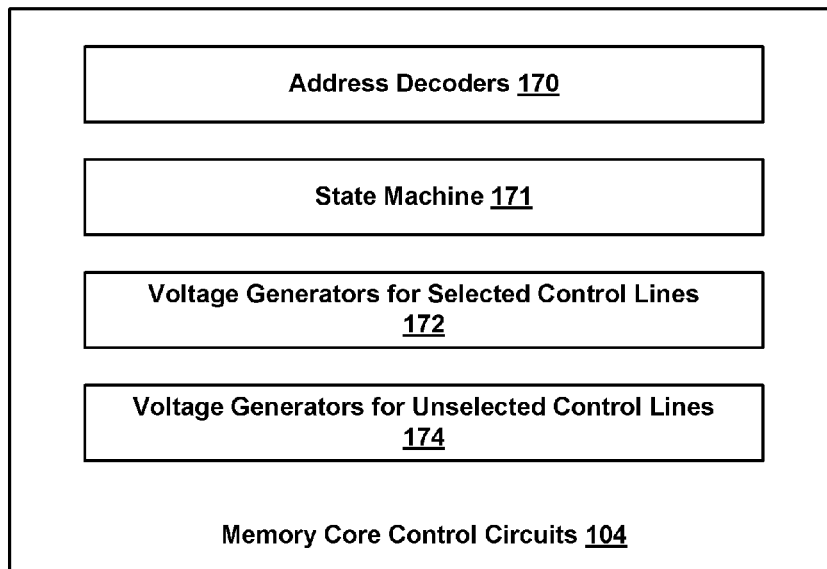 Address Decoders 170
State Machine 171
Voltage Generators for Selected Control Lines
172
Voltage Generators for Unselected Control Lines
174
Memory Core Control Circuits 104